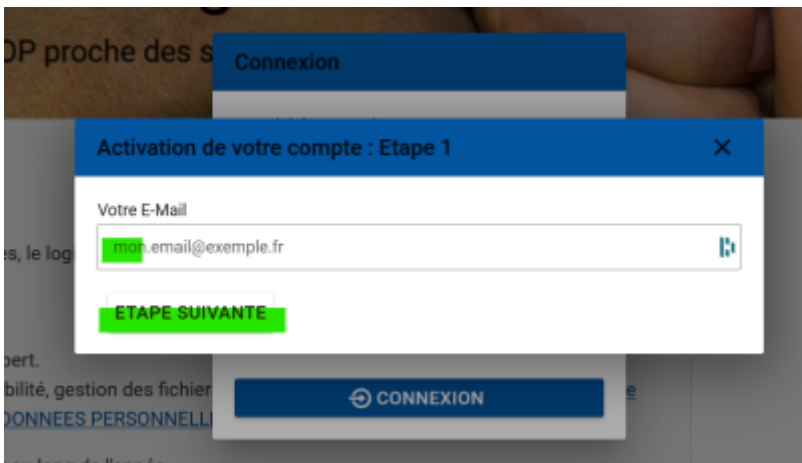 OP proche des s
Connexion
Activation de votre compte : Etape 1
Votre E-Mail
mon.email@exemple.fr
es, le log
ETAPE SUIVANTE
pert.
bilité, gestion des fichier
e
CONNEXION
DONNEES PERSONNELL